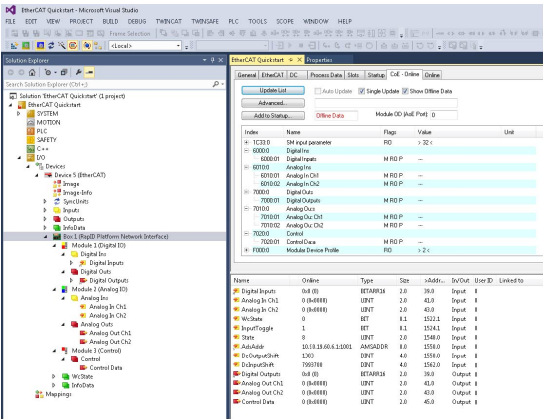 EtherCAT Quickstart - Microsoft Visual Studio
FILE EDIT VIEW PROJECT BUILD DEBUG TWINCAT TWINSAFE PLC TOOLS SCOPE WINDOW HELP
Frame Selection
<Local>
Solution Explorer
Search Solution Explorer (Ctrl+;)
Solution 'EtherCAT Quickstart' (1 project)
EtherCAT Quickstart
SYSTEM
MOTION
PLC
SAFETY
C++
I/O
Devices
Device 5 (EtherCAT)
Image
Image-Info
SyncUnits
Inputs
Outputs
InfoData
Box 1 (RapID Platform Network Interface)
Module 1 (Digital IO)
Digital Ins
Digital Inputs
Digital Outs
Digital Outputs
Module 2 (Analog IO)
Analog Ins
Analog In Ch1
Analog In Ch2
Analog Outs
Analog Out Ch1
Analog Out Ch2
Module 3 (Control)
Control
Control Data
WcState
InfoData
Mappings
EtherCAT Quickstart Properties
General EtherCAT DC Process Data Slots Startup CoE - Online Online
Update List Auto Update Single Update Show Offline Data
Advanced...
Add to Startup... Offline Data Module OD (AoE Port): 0
Index Name Flags Value Unit
1C33:0 SM input parameter RO > 32 <
6000:0 Digital Ins
6000:01 Digital Inputs M RO P ---
6010:0 Analog Ins
6010:01 Analog In Ch1 M RO P ---
6010:02 Analog In Ch2 M RO P ---
7000:0 Digital Outs
7000:01 Digital Outputs M RO P ---
7010:0 Analog Outs
7010:01 Analog Out Ch1 M RO P ---
7010:02 Analog Out Ch2 M RO P ---
7020:0 Control
7020:01 Control Data M RO P ---
F000:0 Modular Device Profile RO > 2 <
Name Online Type Size >Addr... In/Out User ID Linked to
Digital Inputs 0x0 (0) BITARR16 2.0 39.0 Input 0
Analog In Ch1 0 (0x0000) UINT 2.0 41.0 Input 0
Analog In Ch2 0 (0x0000) UINT 2.0 43.0 Input 0
WcState 0 BIT 0.1 1522.1 Input 0
InputToggle 1 BIT 0.1 1524.1 Input 0
State 8 UINT 2.0 1548.0 Input 0
AdsAddr AMSADDR 8.0 1550.0 Input 0
DcOutputShift DINT 4.0 1558.0 Input 0
DcInputShift DINT 4.0 1562.0 Input 0
Digital Outputs 0x0 (0) BITARR16 2.0 39.0 Output 0
Analog Out Ch1 0 (0x0000) UINT 2.0 41.0 Output 0
Analog Out Ch2 0 (0x0000) UINT 2.0 43.0 Output 0
Control Data 0 (0x0000) UINT 2.0 45.0 Output 0